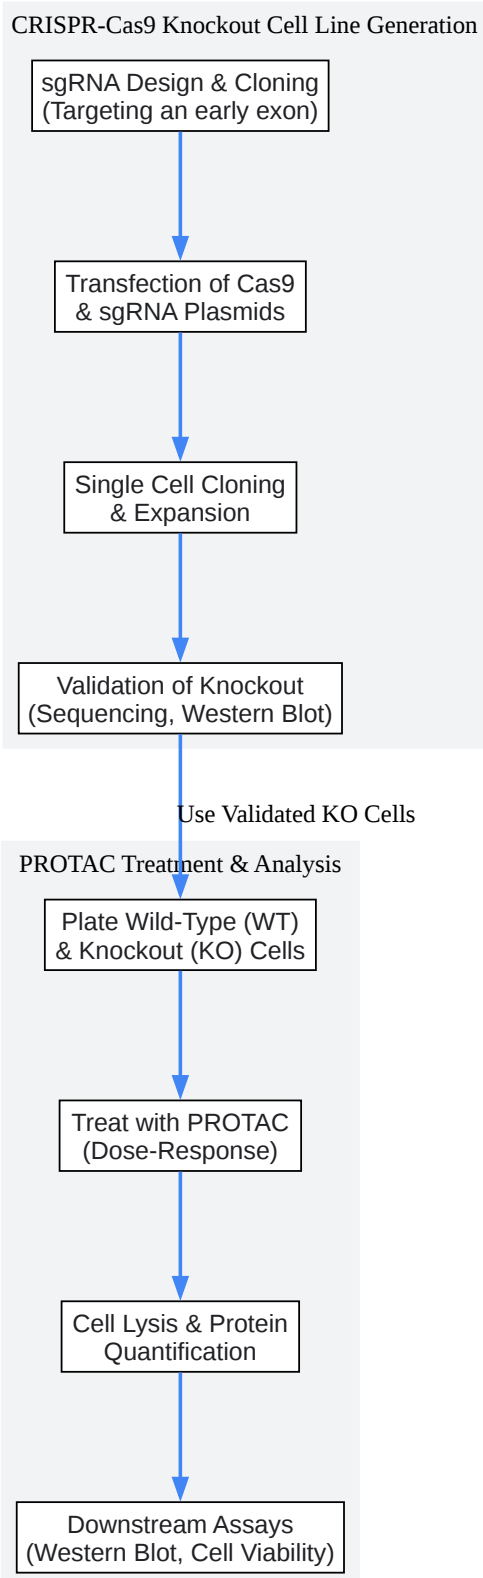 CRISPR-Cas9 Knockout Cell Line Generation
sgRNA Design & Cloning
(Targeting an early exon)
Transfection of Cas9
& sgRNA Plasmids
Single Cell Cloning
& Expansion
Validation of Knockout
(Sequencing, Western Blot)
Use Validated KO Cells
PROTAC Treatment & Analysis
Plate Wild-Type (WT)
& Knockout (KO) Cells
Treat with PROTAC
(Dose-Response)
Cell Lysis & Protein
Quantification
Downstream Assays
(Western Blot, Cell Viability)